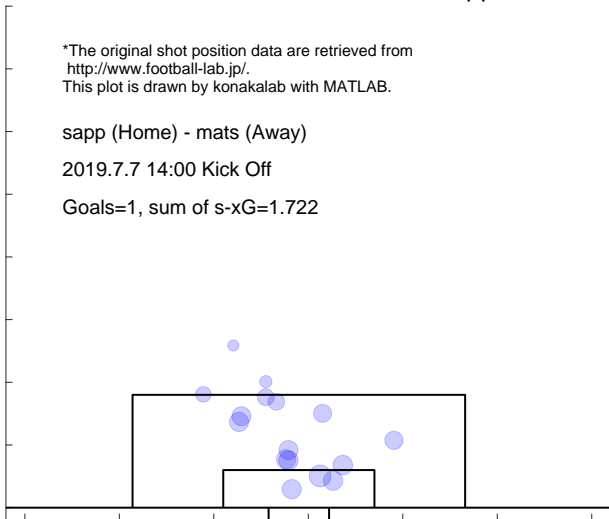 *The original shot position data are retrieved from
http://www.football-lab.jp/.
This plot is drawn by konakalab with MATLAB.
sapp (Home) - mats (Away)
2019.7.7 14:00 Kick Off
Goals=1, sum of s-xG=1.722